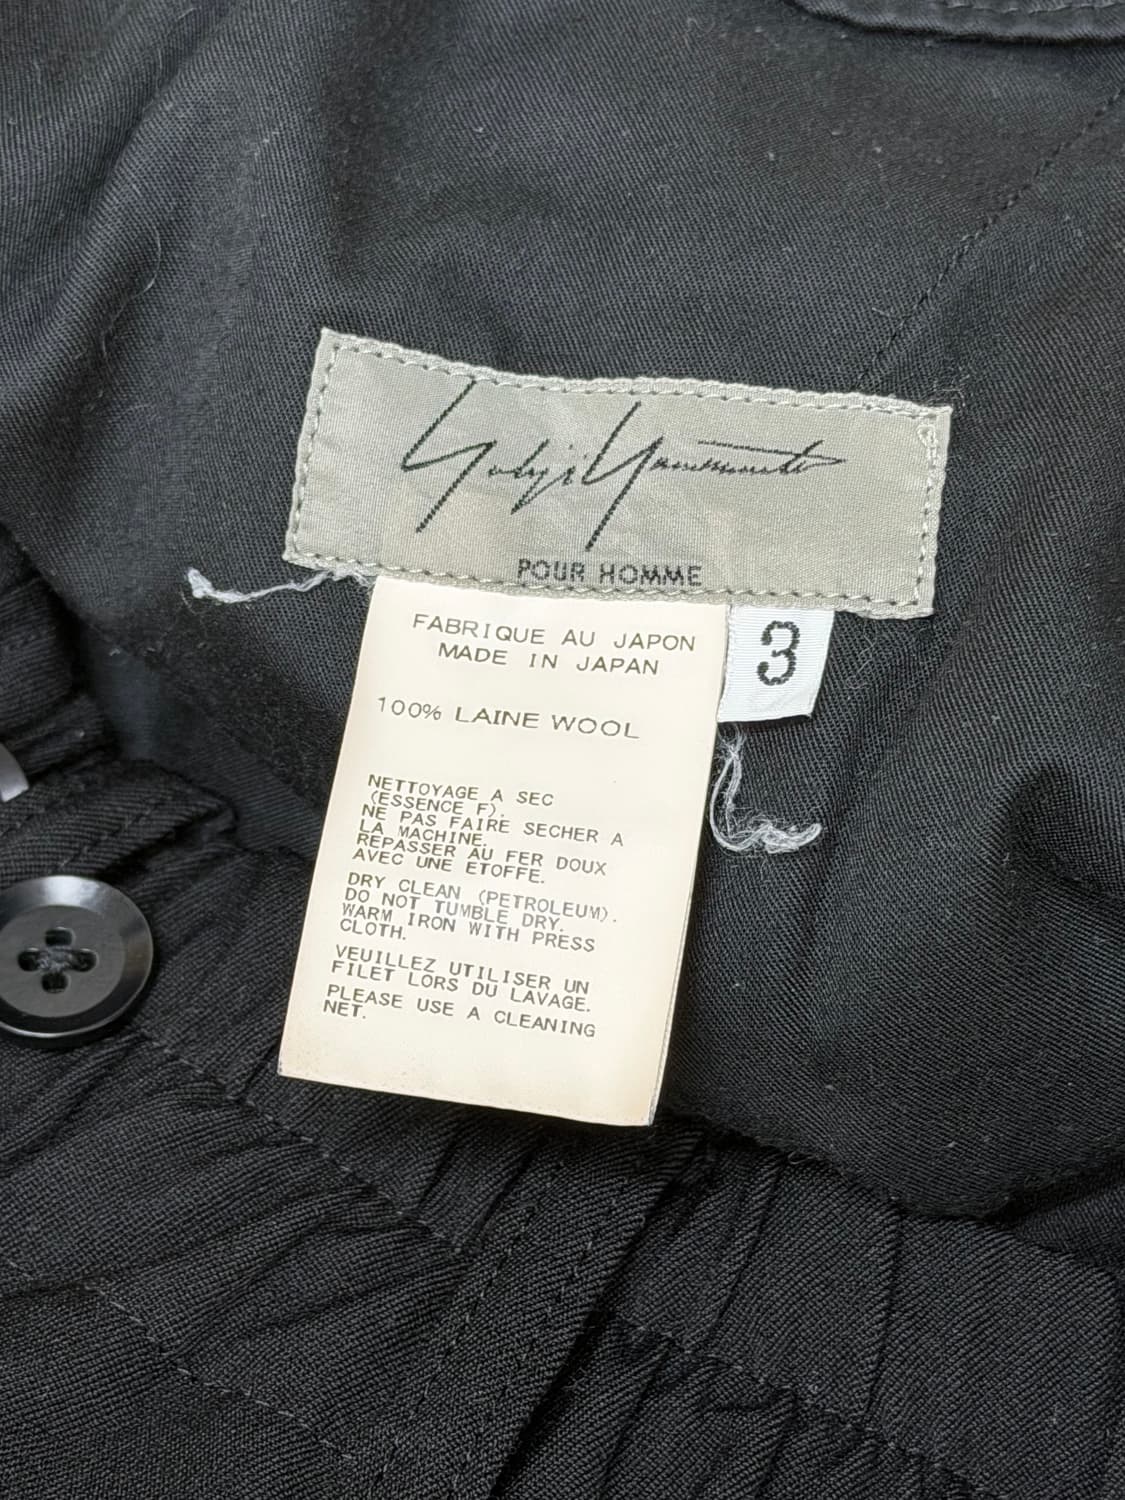 Yohji Yamamoto
POUR HOMME
3
FABRIQUE AU JAPON
MADE IN JAPAN
100% LAINE WOOL
NETTOYAGE A SEC
(ESSENCE F).
NE PAS FAIRE SECHER A
LA MACHINE.
REPASSER AU FER DOUX
AVEC UNE ETOFFE.
DRY CLEAN (PETROLEUM).
DO NOT TUMBLE DRY.
WARM IRON WITH PRESS
CLOTH.
VEUILLEZ UTILISER UN
FILET LORS DU LAVAGE.
PLEASE USE A CLEANING
NET.